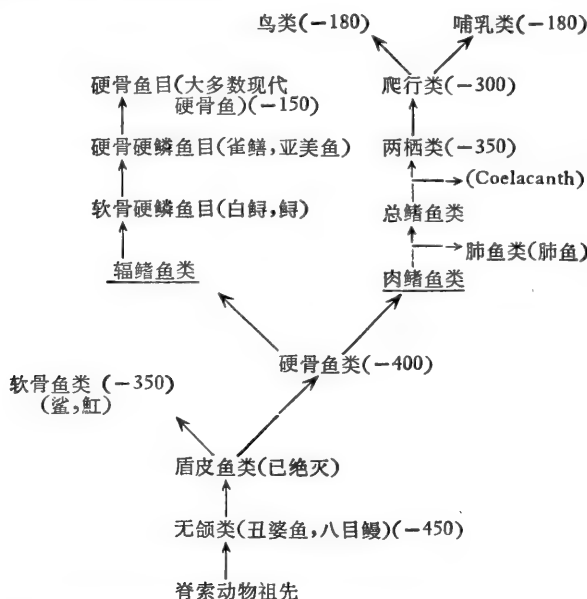 鸟类(−180)
哺乳类(−180)
硬骨鱼目(大多数现代
硬骨鱼)(−150)
爬行类(−300)
硬骨硬鳞鱼目(雀鳝,亚美鱼)
两栖类(−350)
(Coelacanth)
软骨硬鳞鱼目(白鲟,鲟)
总鳍鱼类
肺鱼类(肺鱼)
辐鳍鱼类
肉鳍鱼类
硬骨鱼类(−400)
软骨鱼类(−350)
(鲨,魟)
盾皮鱼类(已绝灭)
无颌类(丑婆鱼,八目鳗)(−450)
脊索动物祖先